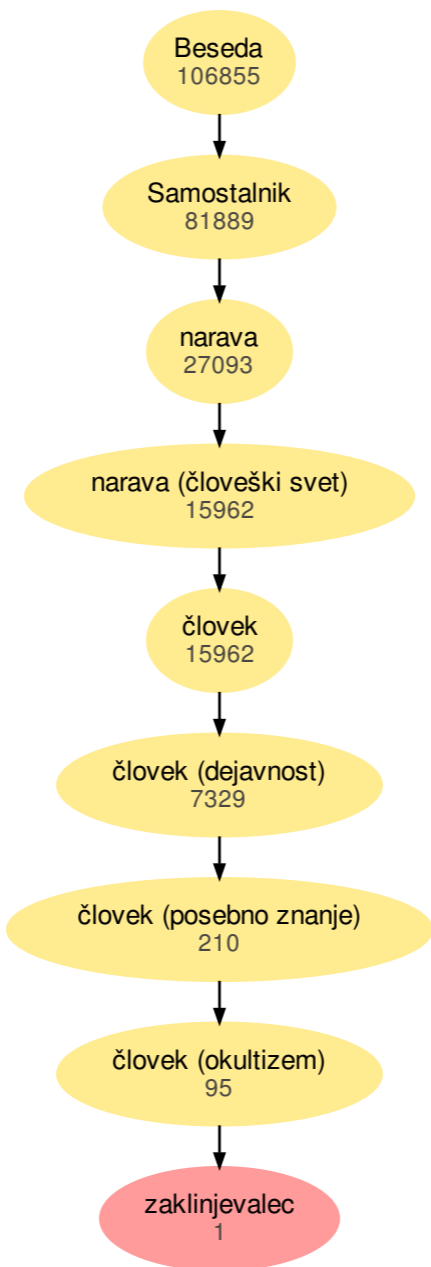 Beseda
106855
Samostalnik
81889
narava
27093
narava (človeški svet)
15962
človek
15962
človek (dejavnost)
7329
človek (posebno znanje)
210
človek (okultizem)
95
zaklinjevalec
1